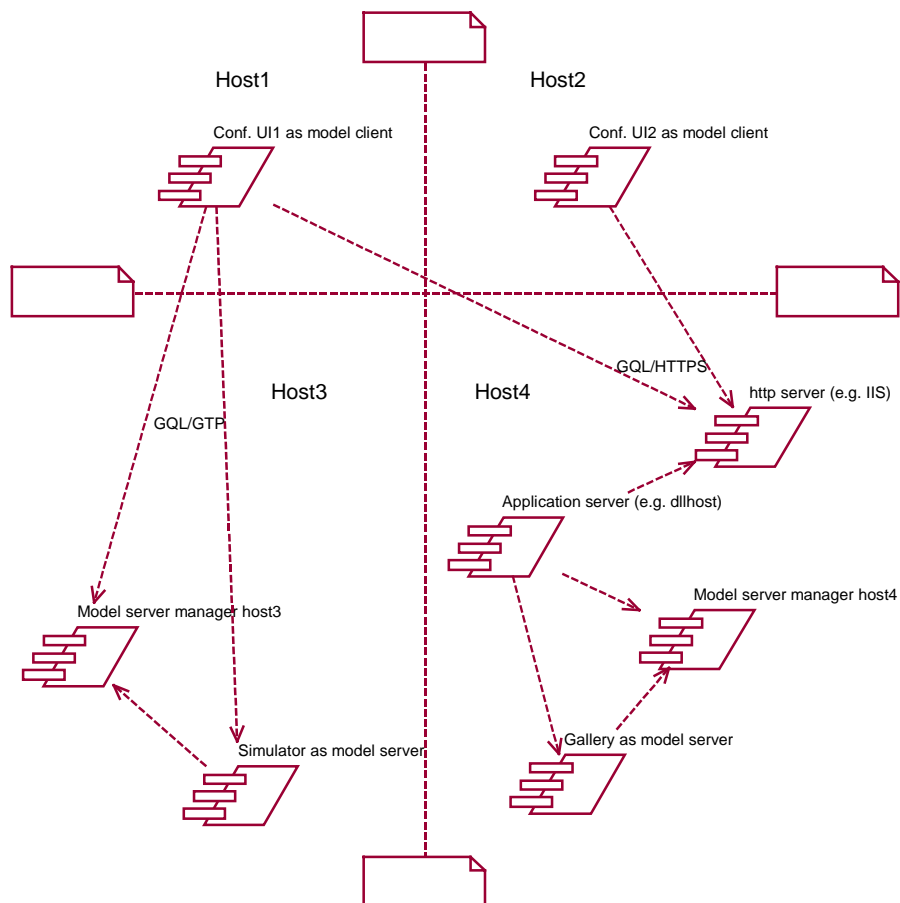 Host1
Host2
Conf. UI1 as model client
Conf. UI2 as model client
GQL/HTTPS
Host3
Host4
http server (e.g. IIS)
GQL/GTP
Application server (e.g. dllhost)
Model server manager host3
Model server manager host4
Simulator as model server
Gallery as model server